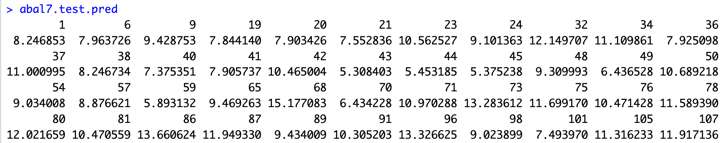 > abal7.test.pred
1 6 9 19 20 21 23 24 32 34 36
8.246853 7.963726 9.428753 7.844140 7.903426 7.552836 10.562527 9.101363 12.149707 11.109861 7.925098
37 38 40 41 42 43 44 45 48 49 50
11.000995 8.246734 7.375351 7.905737 10.465004 5.308403 5.453185 5.375238 9.309993 6.436528 10.689218
54 57 59 65 68 70 71 73 75 76 78
9.034008 8.876621 5.893132 9.469263 15.177083 6.434228 10.970288 13.283612 11.699170 10.471428 11.589390
80 81 86 87 89 91 96 98 101 105 107
12.021659 10.470559 13.660624 11.949330 9.434009 10.305203 13.326625 9.023899 7.493970 11.316233 11.917136